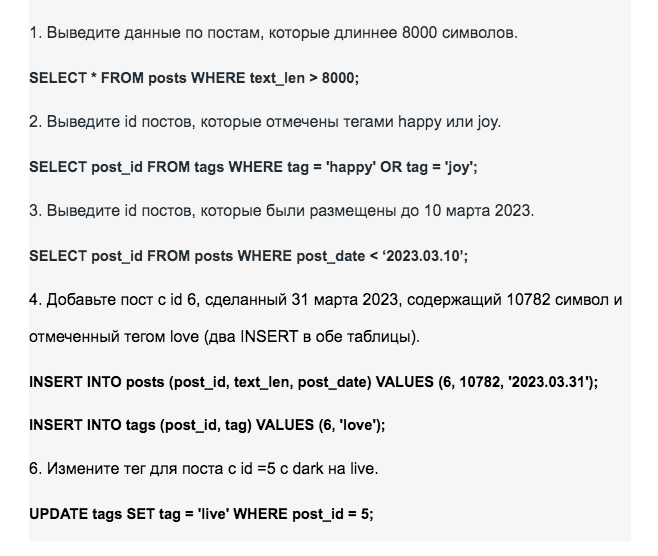 1. Выведите данные по постам, которые длиннее 8000 символов.
SELECT * FROM posts WHERE text_len > 8000;
2. Выведите id постов, которые отмечены тегами happy или joy.
SELECT post_id FROM tags WHERE tag = 'happy' OR tag = 'joy';
3. Выведите id постов, которые были размещены до 10 марта 2023.
SELECT post_id FROM posts WHERE post_date < ‘2023.03.10’;
4. Добавьте пост с id 6, сделанный 31 марта 2023, содержащий 10782 символ и
отмеченный тегом love (два INSERT в обе таблицы).
INSERT INTO posts (post_id, text_len, post_date) VALUES (6, 10782, '2023.03.31');
INSERT INTO tags (post_id, tag) VALUES (6, 'love');
6. Измените тег для поста с id =5 с dark на live.
UPDATE tags SET tag = 'live' WHERE post_id = 5;